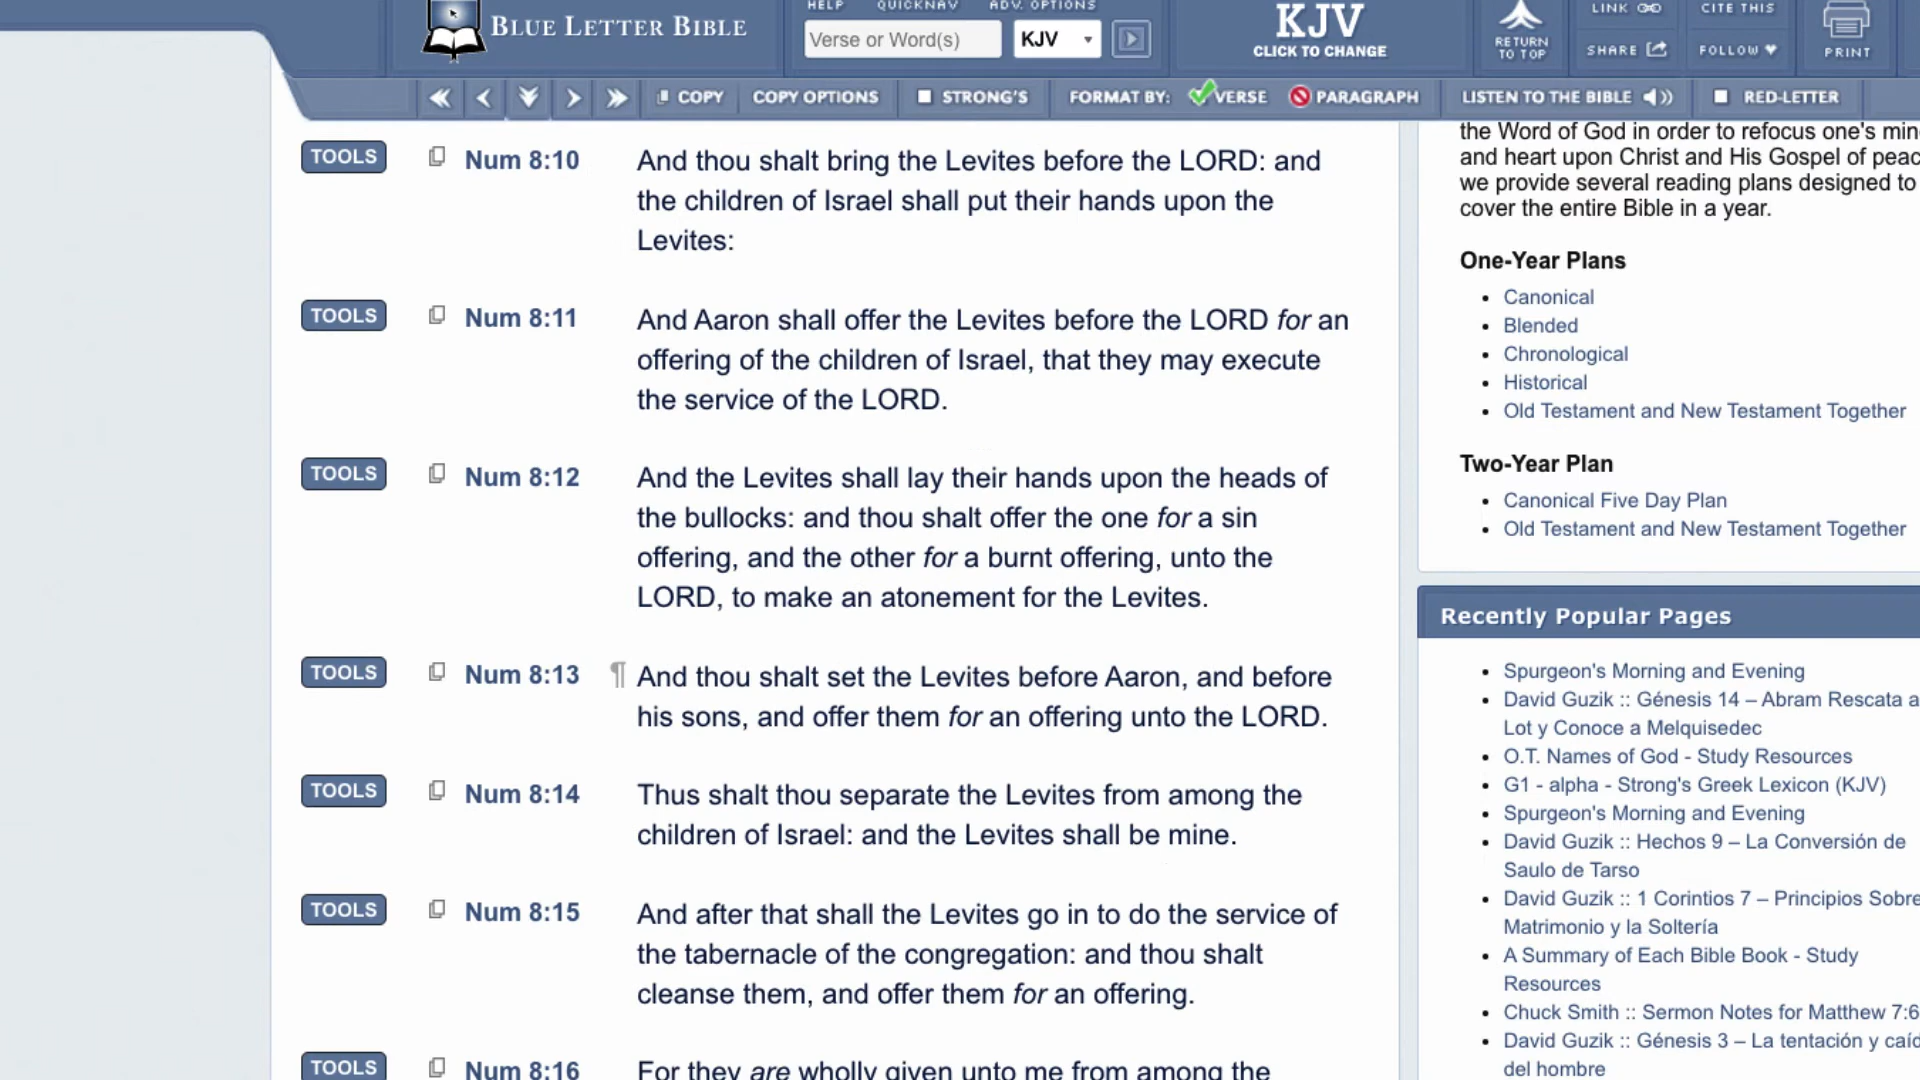 HELP QUICKNAV ADV. OPTIONS
BLUE LETTER BIBLE
Verse or Word(s)
KJV
KJV
CLICK TO CHANGE
RETURN
TO TOP
LINK
SHARE
CITE THIS
FOLLOW
PRINT
COPY
COPY OPTIONS
STRONG'S
FORMAT BY:
VERSE
PARAGRAPH
LISTEN TO THE BIBLE
RED-LETTER
TOOLS
Num 8:10
And thou shalt bring the Levites before the LORD: and
the children of Israel shall put their hands upon the
Levites:
TOOLS
Num 8:11
And Aaron shall offer the Levites before the LORD for an
offering of the children of Israel, that they may execute
the service of the LORD.
TOOLS
Num 8:12
And the Levites shall lay their hands upon the heads of
the bullocks: and thou shalt offer the one for a sin
offering, and the other for a burnt offering, unto the
LORD, to make an atonement for the Levites.
TOOLS
Num 8:13
¶ And thou shalt set the Levites before Aaron, and before
his sons, and offer them for an offering unto the LORD.
TOOLS
Num 8:14
Thus shalt thou separate the Levites from among the
children of Israel: and the Levites shall be mine.
TOOLS
Num 8:15
And after that shall the Levites go in to do the service of
the tabernacle of the congregation: and thou shalt
cleanse them, and offer them for an offering.
TOOLS
Num 8:16
For they are wholly given unto me from among the
the Word of God in order to refocus one's
and heart upon Christ and His Gospel of
we provide several reading plans designed to
cover the entire Bible in a year.
One-Year Plans
Canonical
Blended
Chronological
Historical
Old Testament and New Testament Together
Two-Year Plan
Canonical Five Day Plan
Old Testament and New Testament Together
Recently Popular Pages
Spurgeon's Morning and Evening
David Guzik :: Génesis 14 – Abram Rescata a
Lot y Conoce a Melquisedec
O.T. Names of God - Study Resources
G1 - alpha - Strong's Greek Lexicon (KJV)
Spurgeon's Morning and Evening
David Guzik :: Hechos 9 – La Conversión de
Saulo de Tarso
David Guzik :: 1 Corintios 7 – Principios Sobre
Matrimonio y la Soltería
A Summary of Each Bible Book - Study
Resources
Chuck Smith :: Sermon Notes for Matthew 7:6
David Guzik :: Génesis 3 – La tentación y
del hombre